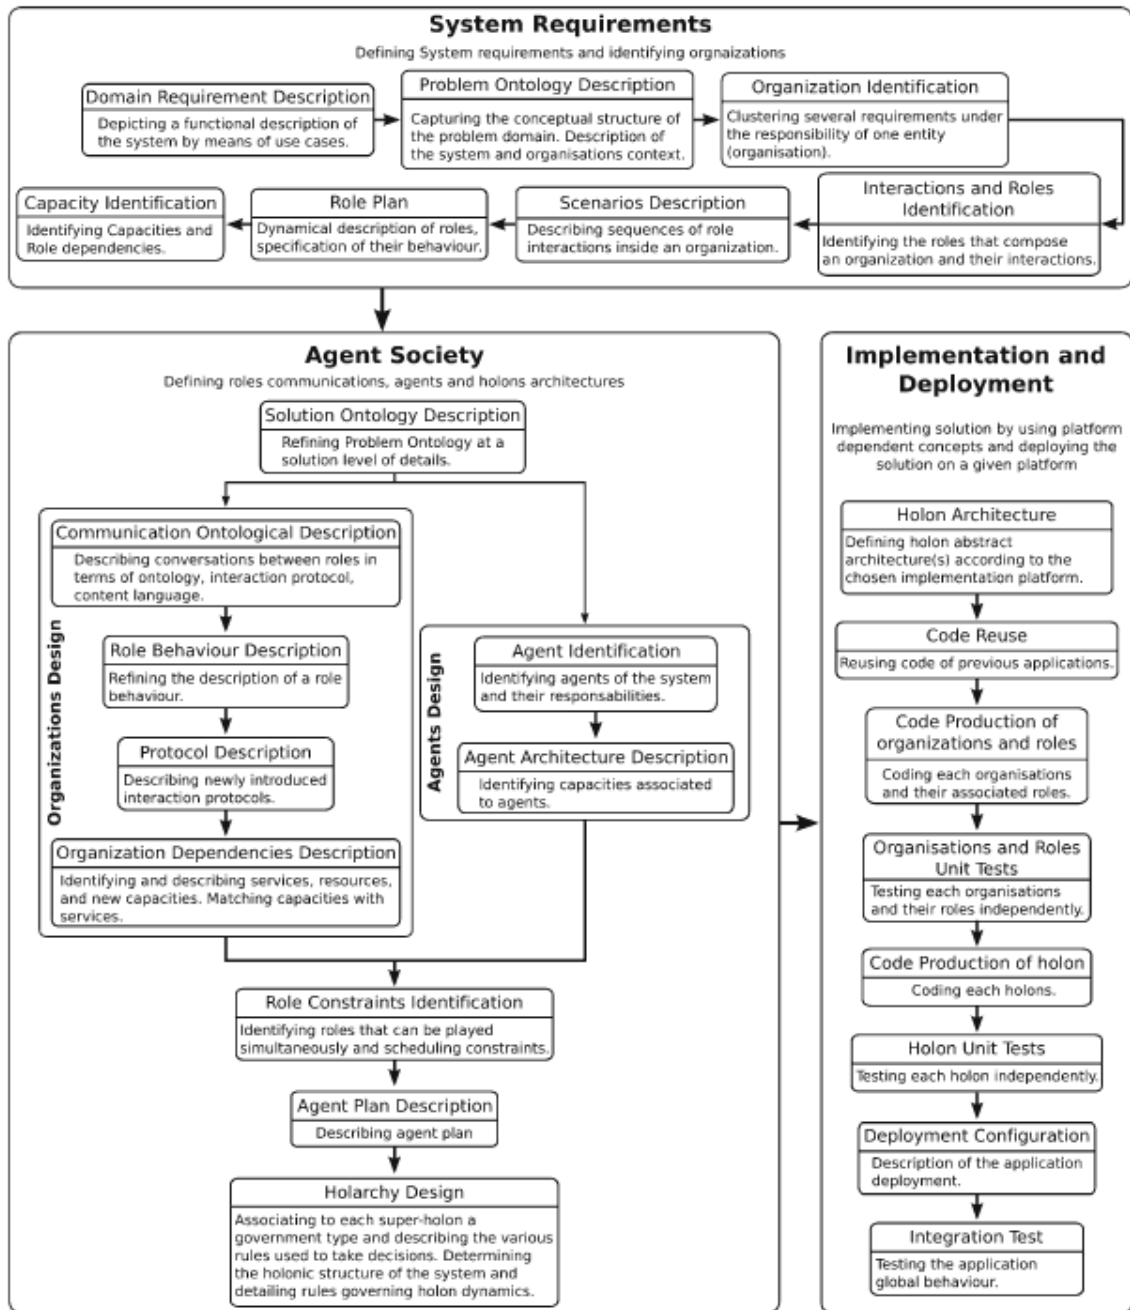 System Requirements
Defining System requirements and identifying orgnaizations
Domain Requirement Description
Depicting a functional description of
the system by means of use cases.
Problem Ontology Description
Capturing the conceptual structure of
the problem domain. Description of
the system and organisations context.
Organization Identification
Clustering several requirements under
the responsibility of one entity
(organisation).
Interactions and Roles
Identification
Identifying the roles that compose
an organization and their interactions.
Scenarios Description
Describing sequences of role
interactions inside an organization.
Role Plan
Dynamical description of roles,
specification of their behaviour.
Capacity Identification
Identifying Capacities and
Role dependencies.
Agent Society
Defining roles communications, agents and holons architectures
Solution Ontology Description
Refining Problem Ontology at a
solution level of details.
Organizations Design
Communication Ontological Description
Describing conversations between roles in
terms of ontology, interaction protocol,
content language.
Role Behaviour Description
Refining the description of a role
behaviour.
Protocol Description
Describing newly introduced
interaction protocols.
Organization Dependencies Description
Identifying and describing services, resources,
and new capacities. Matching capacities with
services.
Agents Design
Agent Identification
Identifying agents of the system
and their responsabilities.
Agent Architecture Description
Identifying capacities associated
to agents.
Role Constraints Identification
Identifying roles that can be played
simultaneously and scheduling constraints.
Agent Plan Description
Describing agent plan
Holarchy Design
Associating to each super-holon a
government type and describing the various
rules used to take decisions. Determining
the holonic structure of the system and
detailing rules governing holon dynamics.
Implementation and
Deployment
Implementing solution by using platform
dependent concepts and deploying the
solution on a given platform
Holon Architecture
Defining holon abstract
architecture(s) according to the
chosen implementation platform.
Code Reuse
Reusing code of previous applications.
Code Production of
organizations and roles
Coding each organisations
and their associated roles.
Organisations and Roles
Unit Tests
Testing each organisations
and their roles independently.
Code Production of holon
Coding each holons.
Holon Unit Tests
Testing each holon independently.
Deployment Configuration
Description of the application
deployment.
Integration Test
Testing the application
global behaviour.